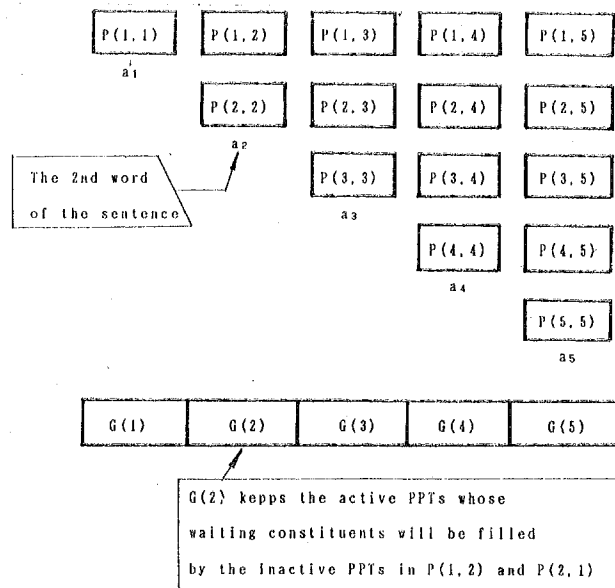 P(1,1) P(1,2) P(1,3) P(1,4) P(1,5)
a1
P(2,2) P(2,3) P(2,4) P(2,5)
a2
The 2nd word
of the sentence
P(3,3) P(3,4) P(3,5)
a3
P(4,4) P(4,5)
a4
P(5,5)
a5
G(1) G(2) G(3) G(4) G(5)
G(2) kepps the active PPTs whose
waiting constituents will be filled
by the inactive PPTs in P(1,2) and P(2,1)